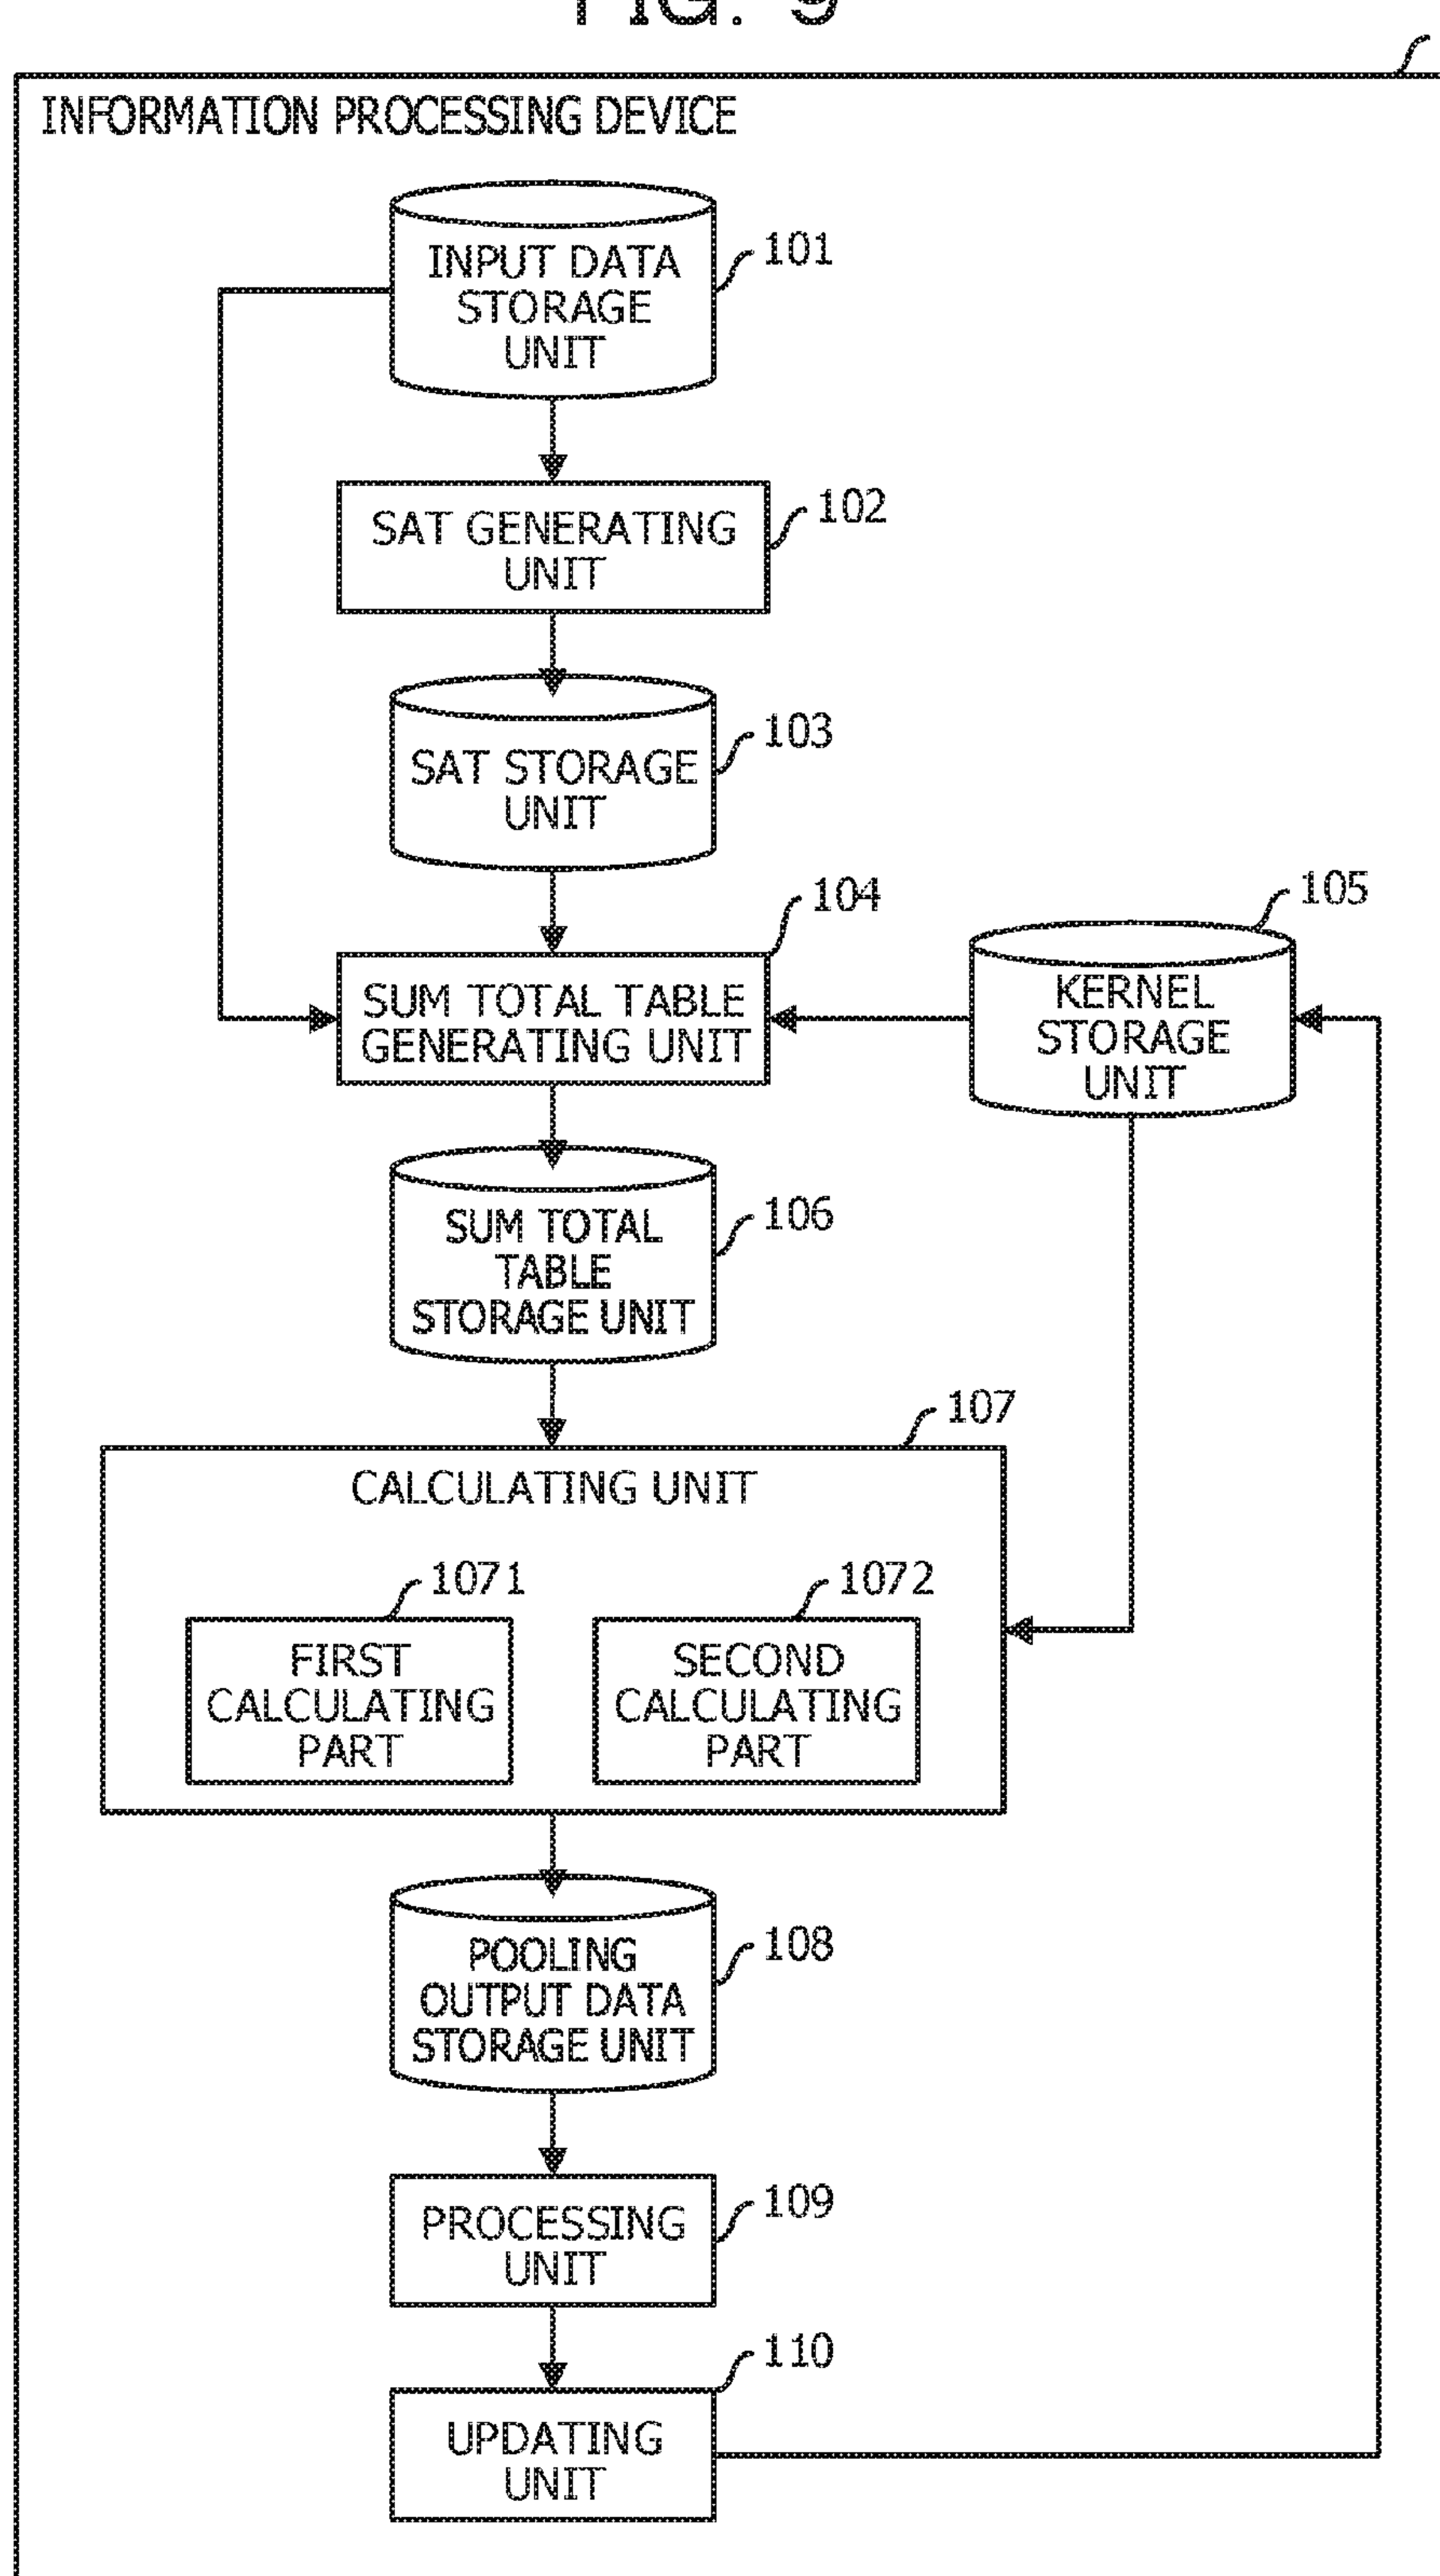 FIG. 9
INFORMATION PROCESSING DEVICE
INPUT DATA
STORAGE
UNIT
101
SAT GENERATING
UNIT
102
SAT STORAGE
UNIT
103
SUM TOTAL TABLE
GENERATING UNIT
104
KERNEL
STORAGE
UNIT
105
SUM TOTAL
TABLE
STORAGE UNIT
106
CALCULATING UNIT
107
FIRST
CALCULATING
PART
1071
SECOND
CALCULATING
PART
1072
POOLING
OUTPUT DATA
STORAGE UNIT
108
PROCESSING
UNIT
109
UPDATING
UNIT
110